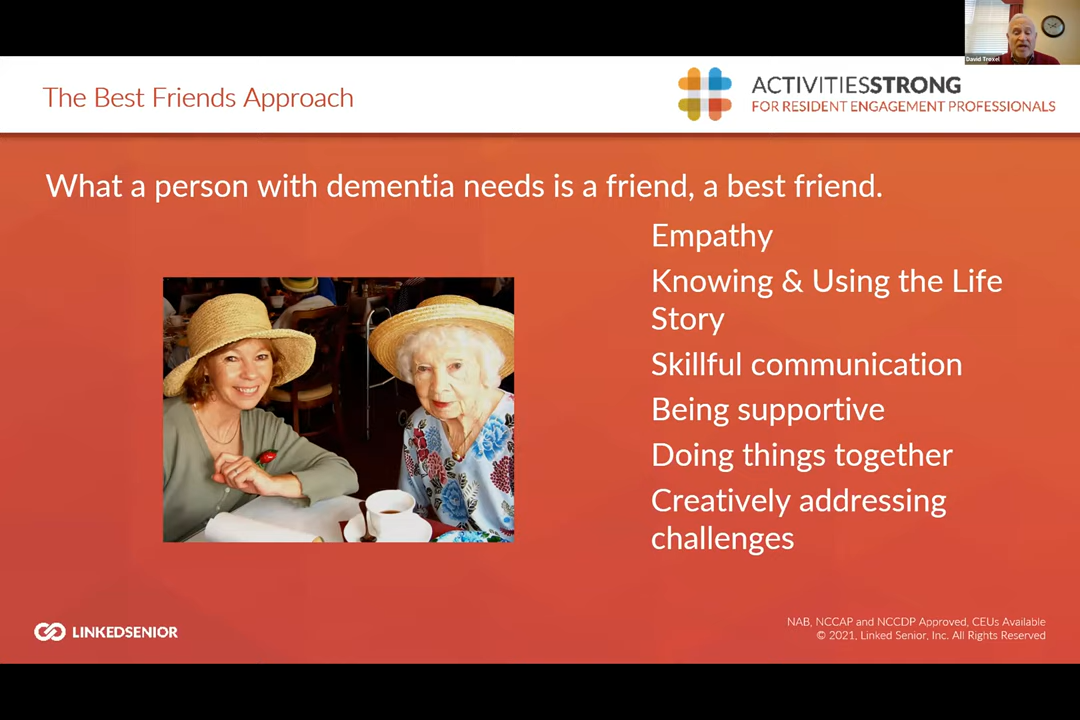 David Troxel
The Best Friends Approach
ACTIVITIESSTRONG
FOR RESIDENT ENGAGEMENT PROFESSIONALS
What a person with dementia needs is a friend, a best friend.
Empathy
Knowing & Using the Life
Story
Skillful communication
Being supportive
Doing things together
Creatively addressing
challenges
LINKEDSENIOR
NAB, NCCAP and NCCDP Approved, CEUs Available
© 2021, Linked Senior, Inc. All Rights Reserved